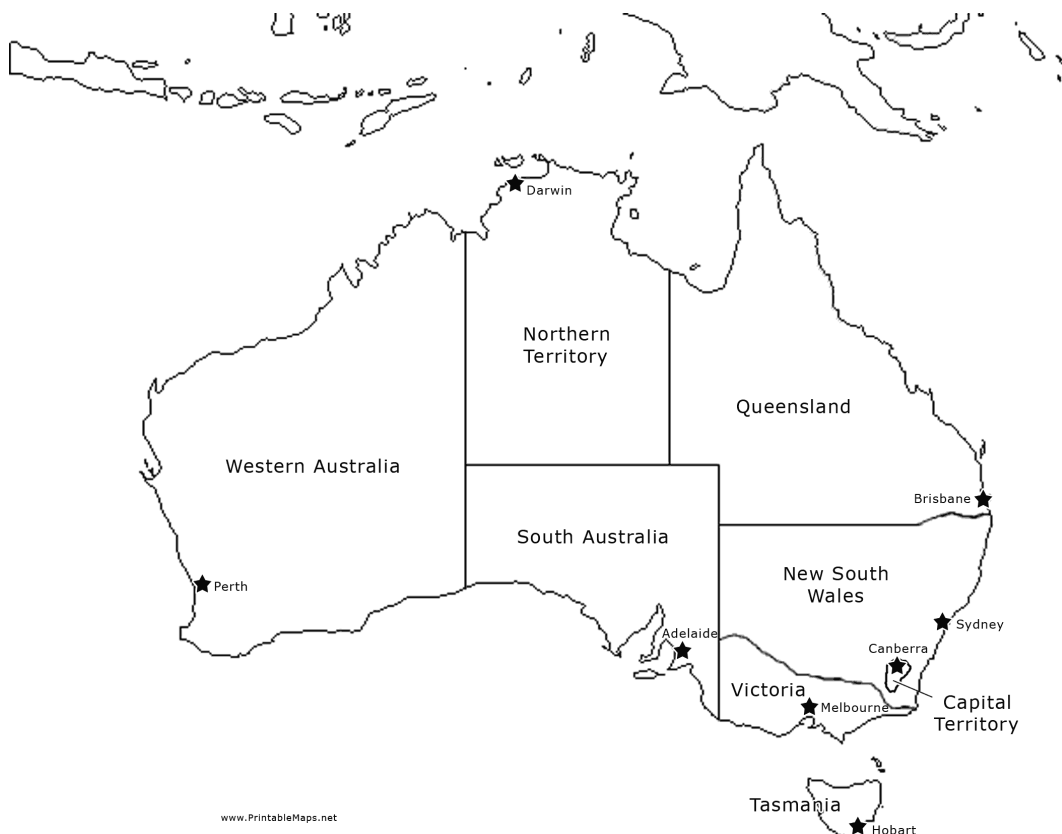 Darwin
Northern
Territory
Queensland
Western Australia
Brisbane
South Australia
New South
Wales
Perth
Sydney
Adelaide
Canberra
Victoria
Melbourne
Capital
Territory
Tasmania
www.PrintableMaps.net
Hobart